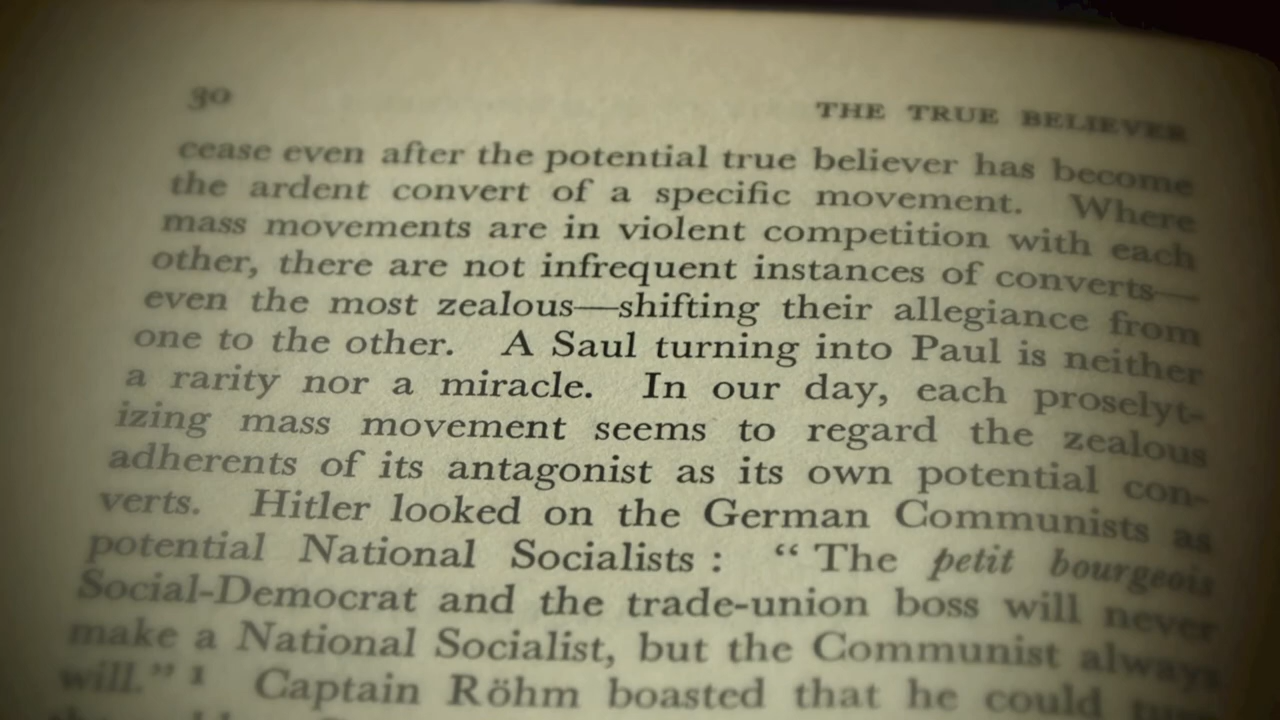 30 THE TRUE BELIEVER
cease even after the potential true believer has become
the ardent convert of a specific movement. Where
mass movements are in violent competition with each
other, there are not infrequent instances of converts—
even the most zealous—shifting their allegiance from
one to the other. A Saul turning into Paul is neither
a rarity nor a miracle. In our day, each proselyt-
izing mass movement seems to regard the zealous
adherents of its antagonist as its own potential con-
verts. Hitler looked on the German Communists as
potential National Socialists : “ The petit bourgeois
Social-Democrat and the trade-union boss will never
make a National Socialist, but the Communist always
will.” 1 Captain Röhm boasted that he could turn